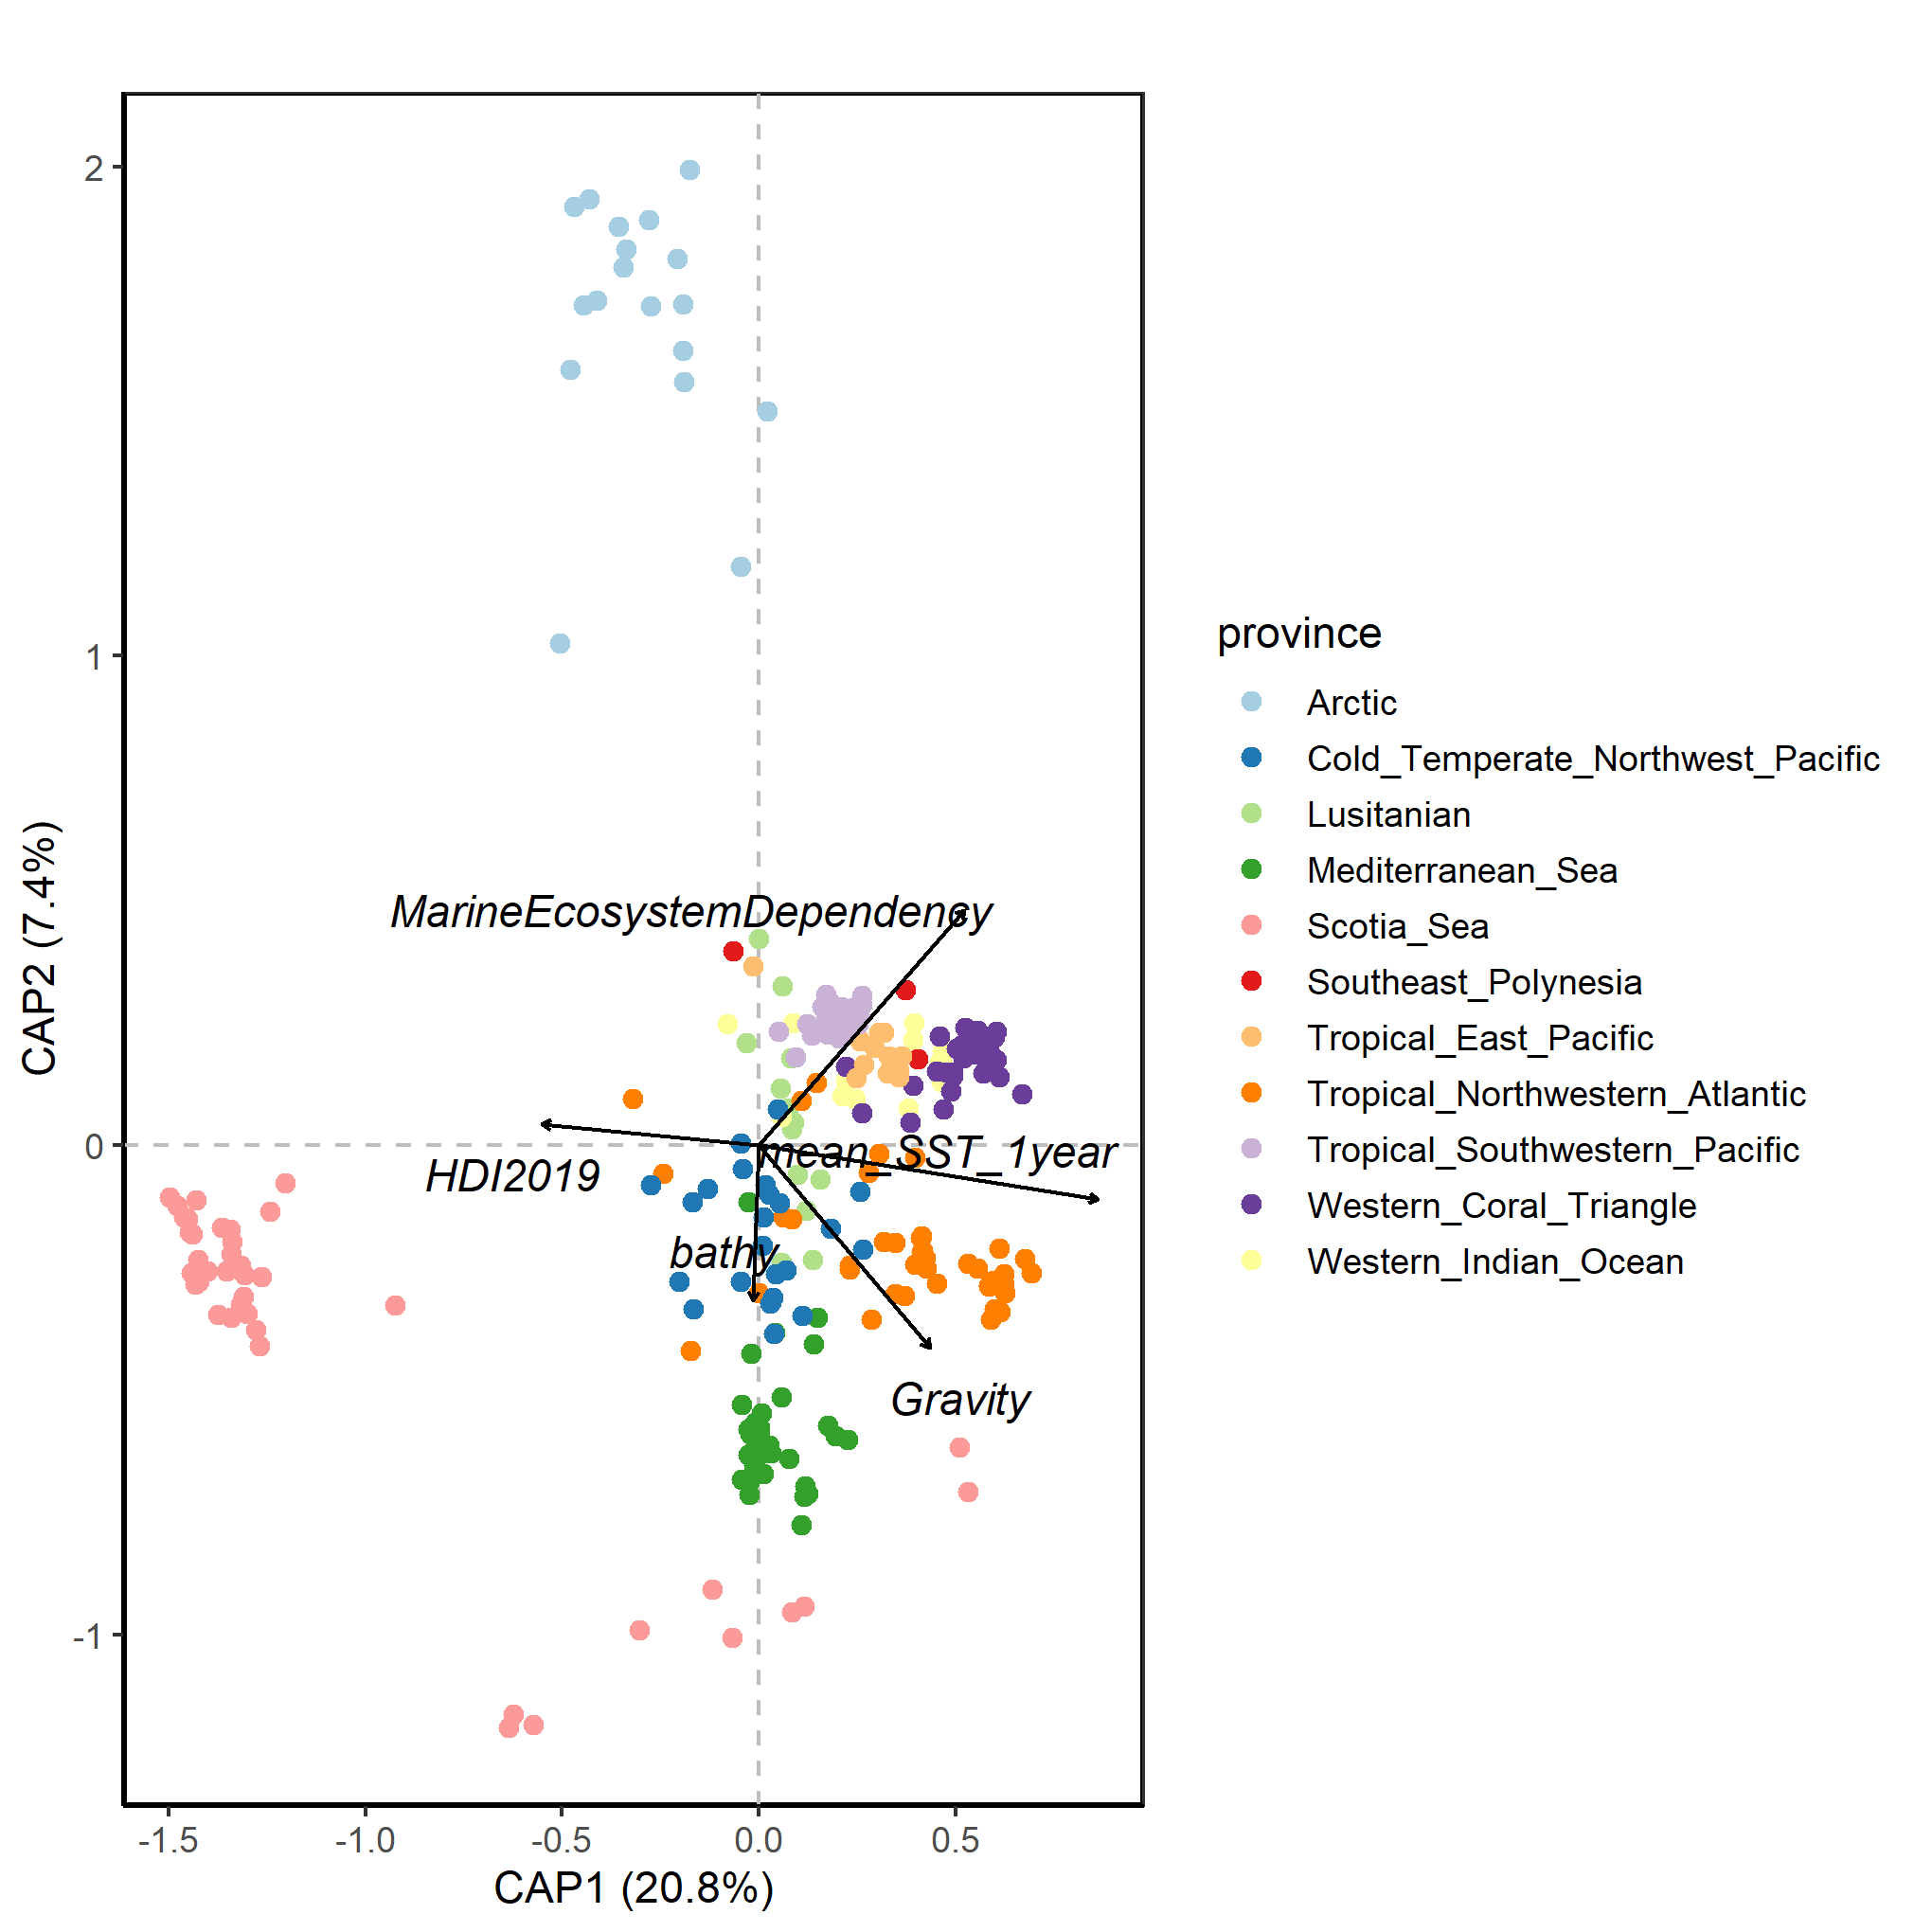 2
1
0
-1
CAP2 (7.4%)
MarineEcosystemDependency
mean_SST_1year
HDI2019
bathy
Gravity
-1.5
-1.0
-0.5
0.0
0.5
CAP1 (20.8%)
province
Arctic
Cold_Temperate_Northwest_Pacific
Lusitanian
Mediterranean_Sea
Scotia_Sea
Southeast_Polynesia
Tropical_East_Pacific
Tropical_Northwestern_Atlantic
Tropical_Southwestern_Pacific
Western_Coral_Triangle
Western_Indian_Ocean